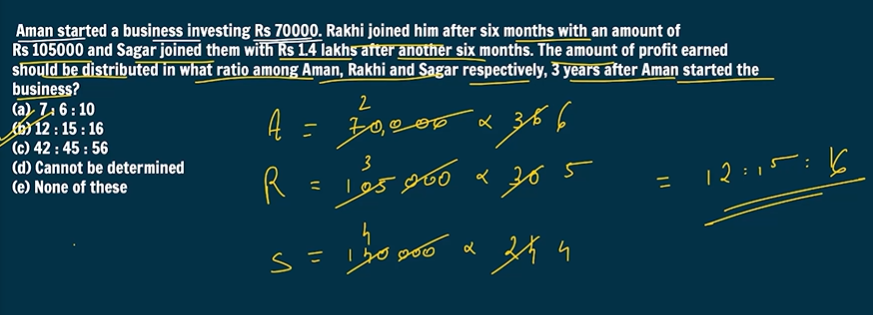 Aman started a business investing Rs 70000. Rakhi joined him after six months with an amount of
Rs 105000 and Sagar joined them with Rs 1.4 lakhs after another six months. The amount of profit earned
should be distributed in what ratio among Aman, Rakhi and Sagar respectively, 3 years after Aman started the
business?
(a) 7 : 6 : 10
(b) 12 : 15 : 16
(c) 42 : 45 : 56
(d) Cannot be determined
(e) None of these
2
A = 70,000 x 36 6
3
R = 105000 x 30 5
= 12 : 15 : 16
4
S = 140000 x 24 4